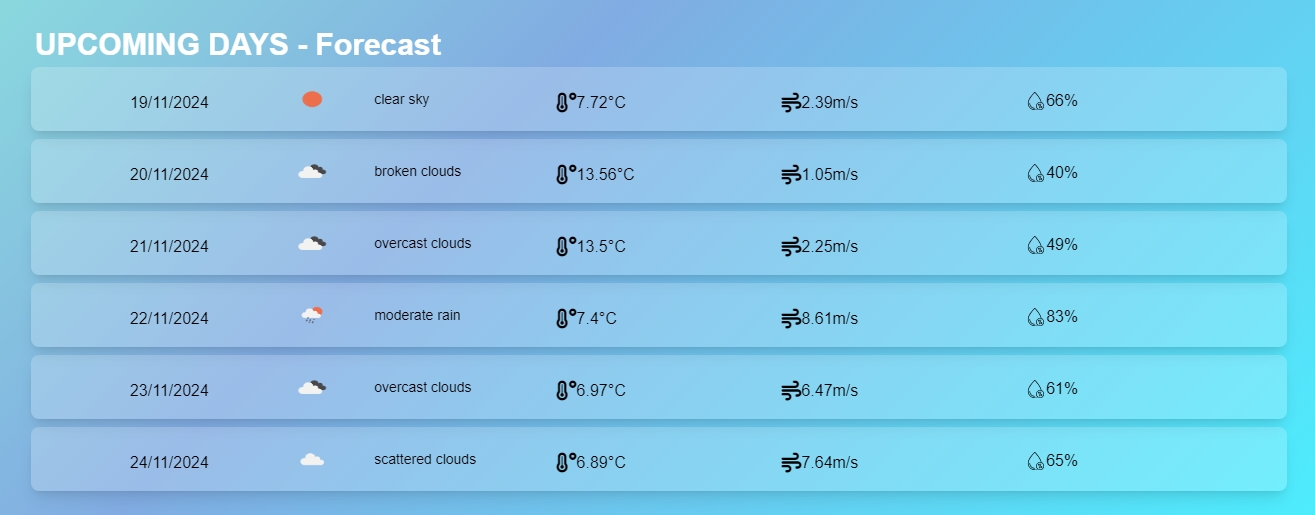 UPCOMING DAYS - Forecast
19/11/2024 clear sky 7.72°C 2.39m/s 66%
20/11/2024 broken clouds 13.56°C 1.05m/s 40%
21/11/2024 overcast clouds 13.5°C 2.25m/s 49%
22/11/2024 moderate rain 7.4°C 8.61m/s 83%
23/11/2024 overcast clouds 6.97°C 6.47m/s 61%
24/11/2024 scattered clouds 6.89°C 7.64m/s 65%